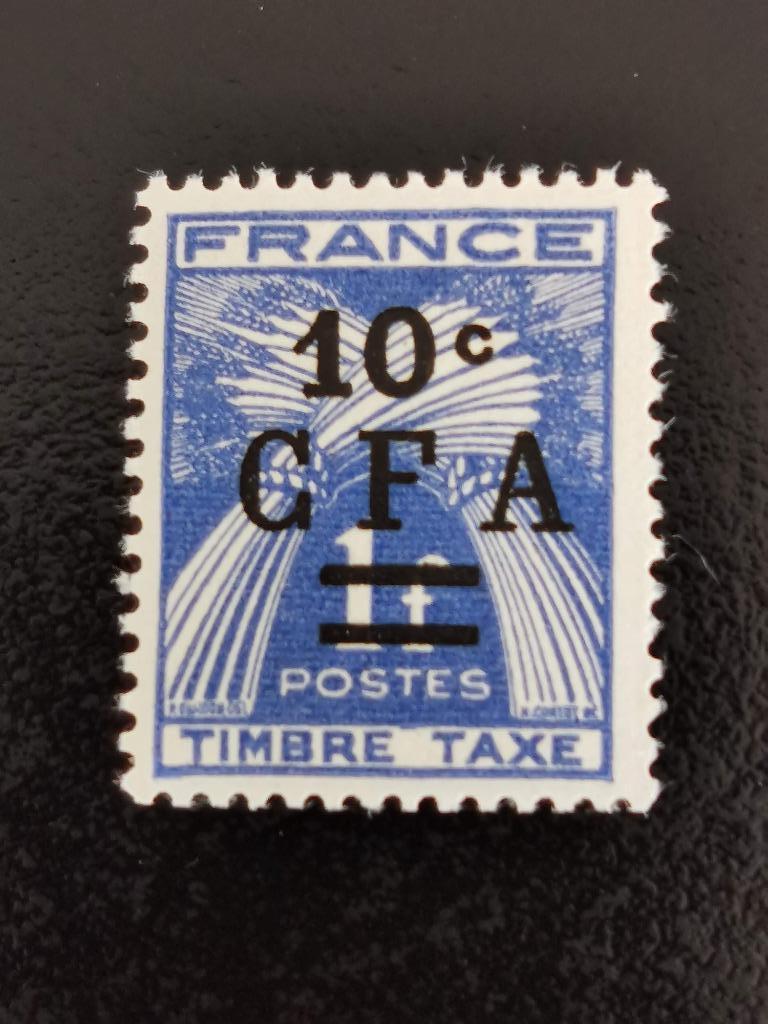 FRANCE
10c
CFA
1f
POSTES
TIMBRE TAXE